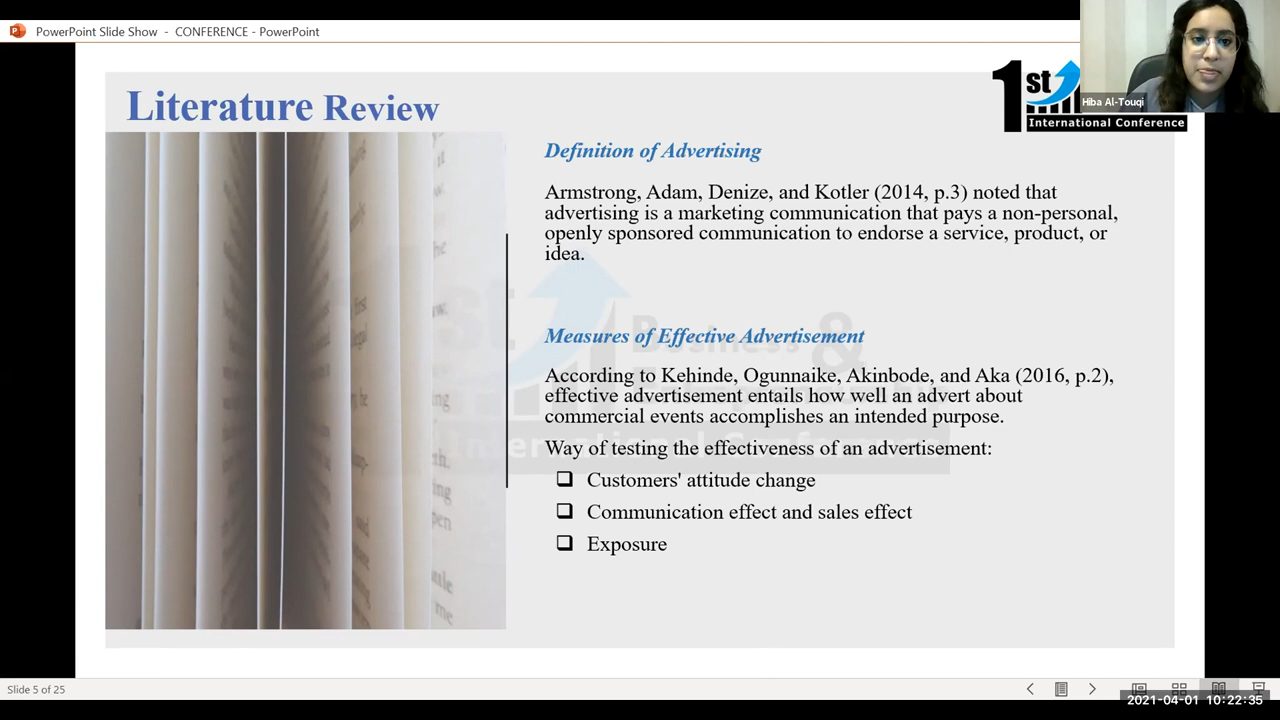 PowerPoint Slide Show - CONFERENCE - PowerPoint
Literature Review
1st
International Conference
Hiba Al-Touqi
Definition of Advertising
Armstrong, Adam, Denize, and Kotler (2014, p.3) noted that
advertising is a marketing communication that pays a non-personal,
openly sponsored communication to endorse a service, product, or
idea.
Measures of Effective Advertisement
According to Kehinde, Ogunnaike, Akinbode, and Aka (2016, p.2),
effective advertisement entails how well an advert about
commercial events accomplishes an intended purpose.
Way of testing the effectiveness of an advertisement:
Customers' attitude change
Communication effect and sales effect
Exposure
st
Business &
International Conference
Slide 5 of 25
2021-04-01 10:22:35